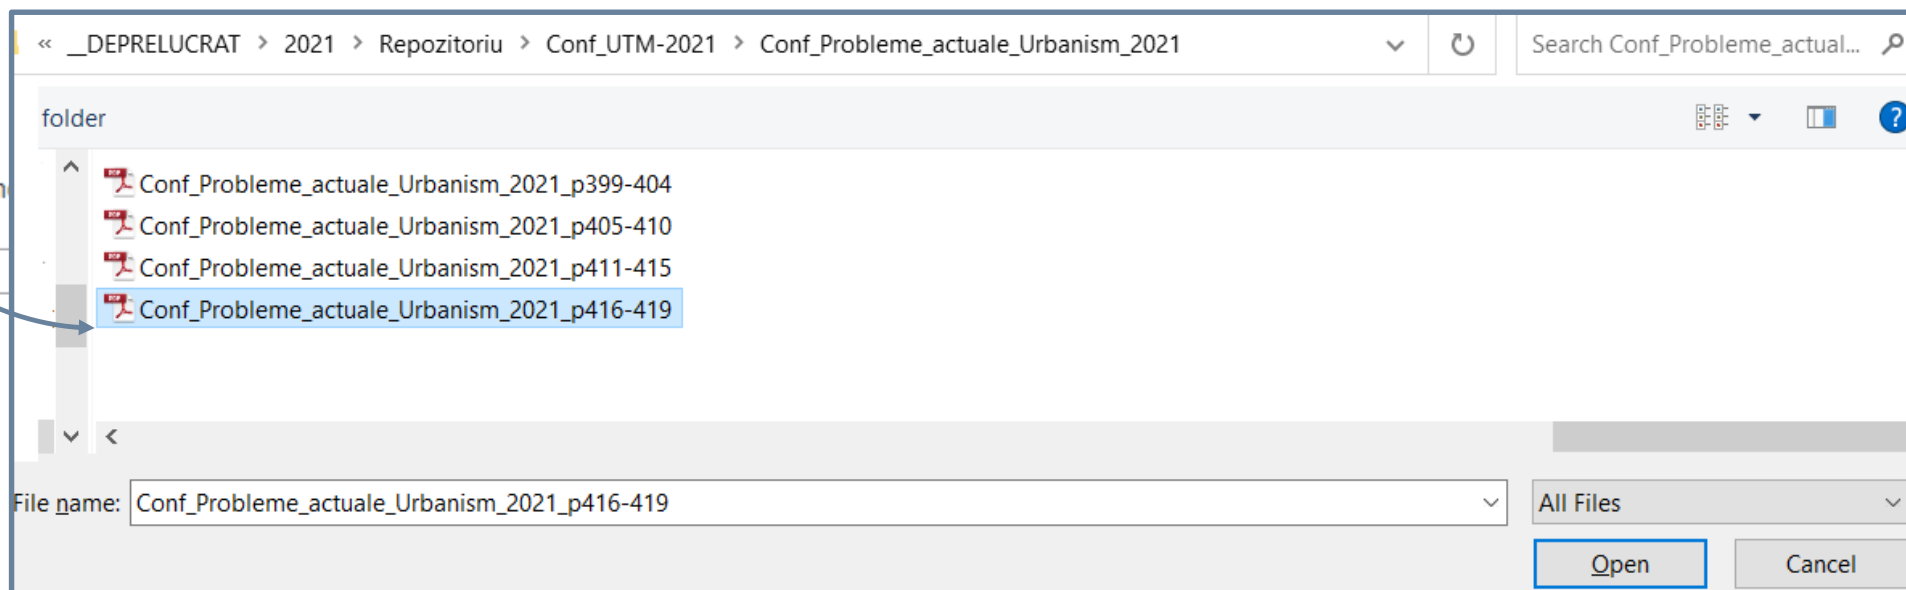 « __DEPRELUCRAT > 2021 > Repozitoriu > Conf_UTM-2021 > Conf_Probleme_actuale_Urbanism_2021
Search Conf_Probleme_actual...
folder
?
Conf_Probleme_actuale_Urbanism_2021_p399-404
Conf_Probleme_actuale_Urbanism_2021_p405-410
Conf_Probleme_actuale_Urbanism_2021_p411-415
Conf_Probleme_actuale_Urbanism_2021_p416-419
File name: Conf_Probleme_actuale_Urbanism_2021_p416-419
All Files
Open
Cancel